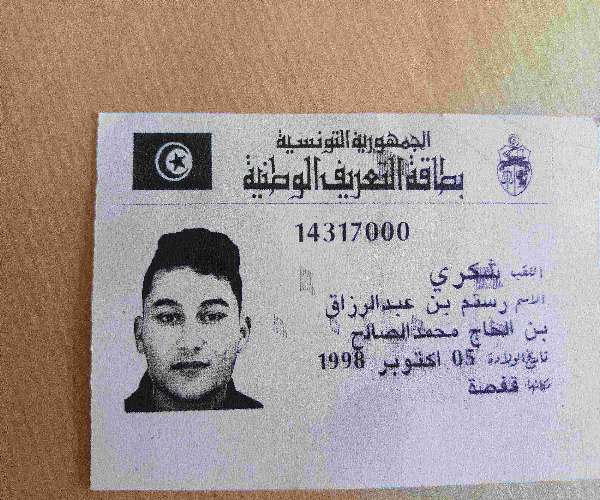 الجمهورية التونسية
بطاقة التعريف الوطنية
14317000
اللقب شكري
الاسم رستم بن عبدالرزاق
بن الحاج محمدالصالح
تاريخ الولادة 05 اكتوبر 1998
مكانها قفصة